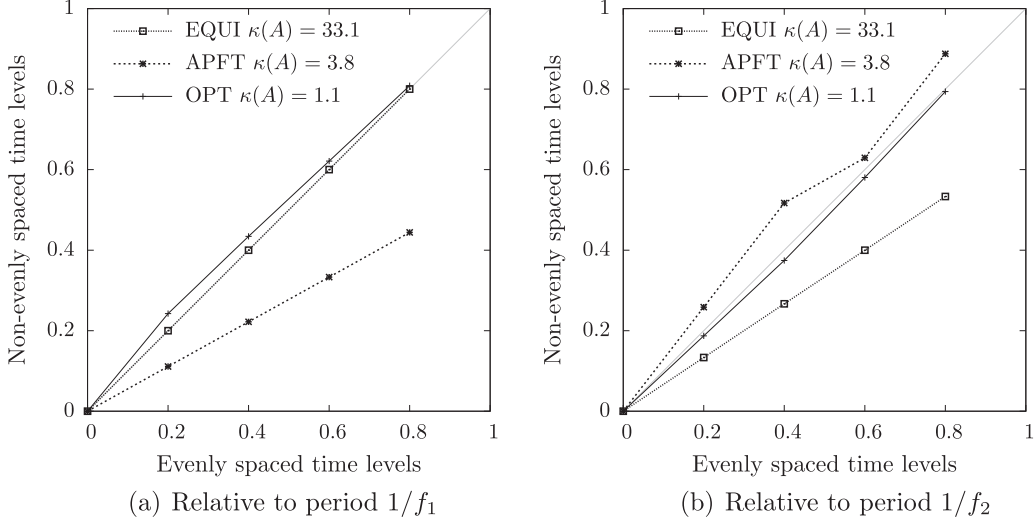 EQUI κ(A) = 33.1
APFT κ(A) = 3.8
OPT κ(A) = 1.1
Non-evenly spaced time levels
1
0.8
0.6
0.4
0.2
0
0 0.2 0.4 0.6 0.8 1
Evenly spaced time levels
(a) Relative to period 1/f₁
EQUI κ(A) = 33.1
APFT κ(A) = 3.8
OPT κ(A) = 1.1
Non-evenly spaced time levels
1
0.8
0.6
0.4
0.2
0
0 0.2 0.4 0.6 0.8 1
Evenly spaced time levels
(b) Relative to period 1/f₂